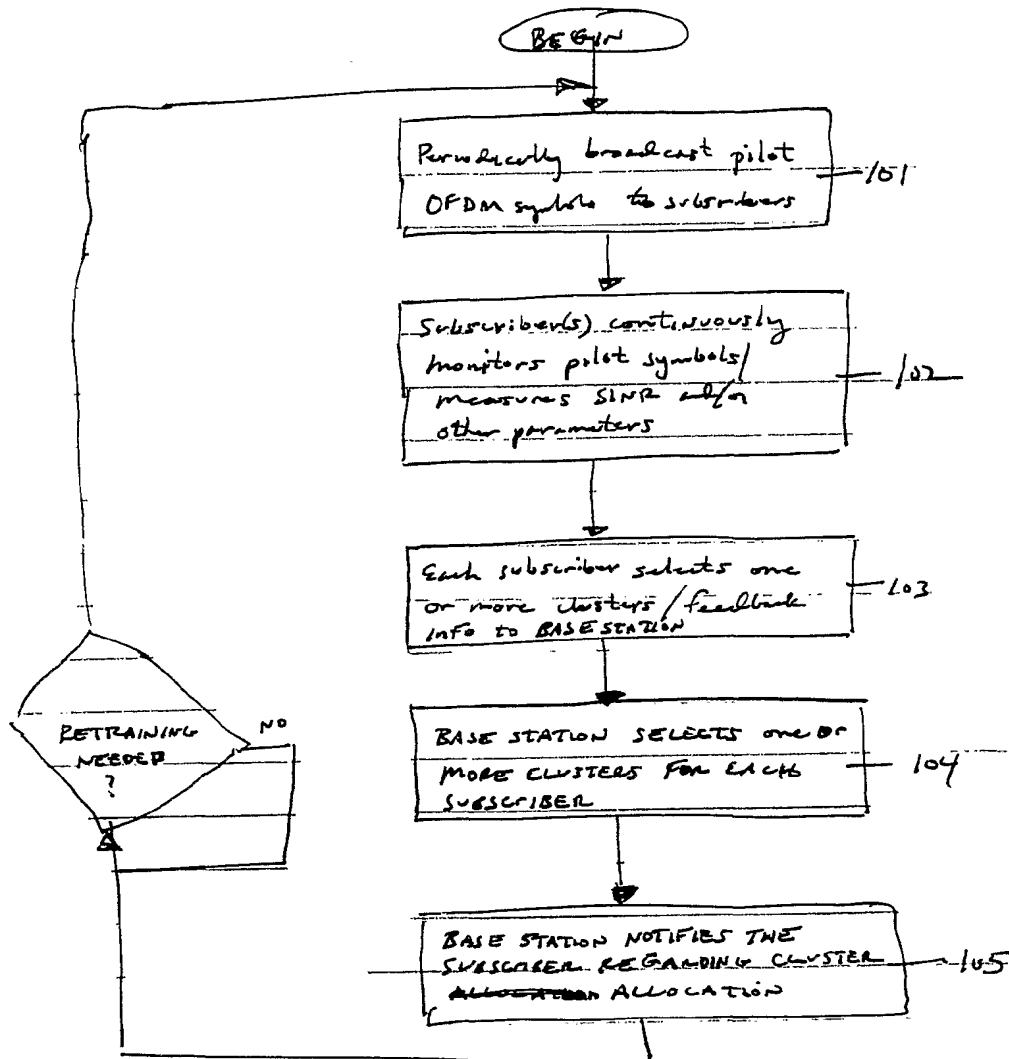 BEGIN
Periodically broadcast pilot
OFDM symbols to subscribers
101
Subscriber(s) continuously
monitors pilot symbols/
measures SINR and/or
other parameters
102
Each subscriber selects one
or more clusters/feedback
info to BASE STATION
103
BASE STATION SELECTS one or
MORE CLUSTERS FOR EACH
SUBSCRIBER
104
BASE STATION NOTIFIES THE
SUBSCRIBER REGARDING CLUSTER
ALLOCATION
105
RETRAINING
NEEDED
?
NO